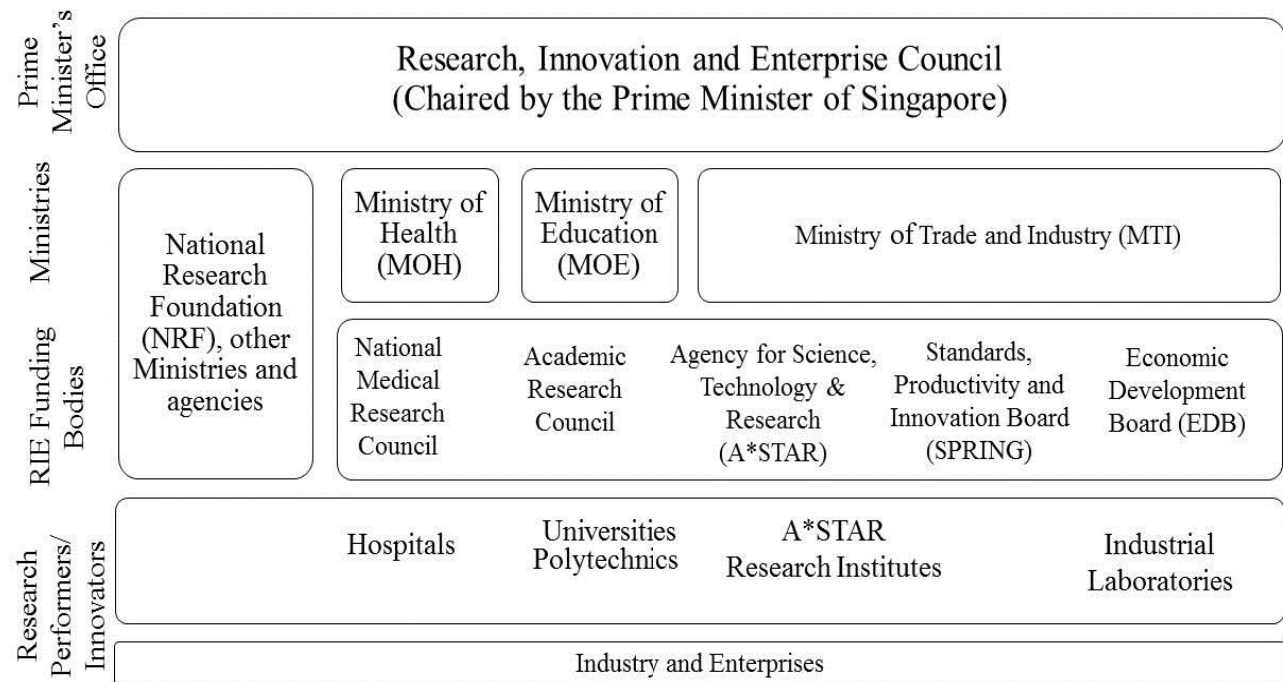 Prime
Minister's
Office
Research, Innovation and Enterprise Council
(Chaired by the Prime Minister of Singapore)
Ministries
National
Research
Foundation
(NRF), other
Ministries and
agencies
Ministry of
Health
(MOH)
Ministry of
Education
(MOE)
Ministry of Trade and Industry (MTI)
RIE Funding
Bodies
National
Medical
Research
Council
Academic
Research
Council
Agency for Science,
Technology &
Research
(A*STAR)
Standards,
Productivity and
Innovation Board
(SPRING)
Economic
Development
Board (EDB)
Research
Performers/
Innovators
Hospitals
Universities
Polytechnics
A*STAR
Research Institutes
Industrial
Laboratories
Industry and Enterprises